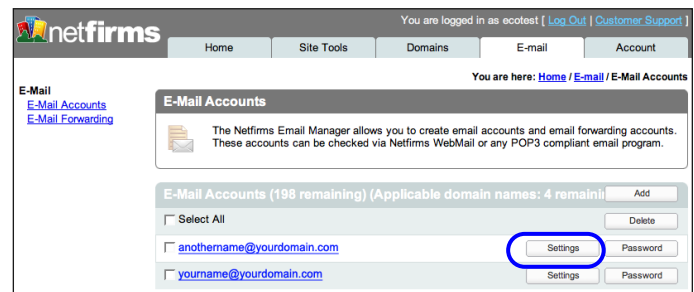 You are logged in as ecotest [ Log Out | Customer Support ]
netfirms
Home Site Tools Domains E-mail Account
You are here: Home / E-mail / E-Mail Accounts
E-Mail
E-Mail Accounts
E-Mail Forwarding
E-Mail Accounts
The Netfirms Email Manager allows you to create email accounts and email forwarding accounts.
These accounts can be checked via Netfirms WebMail or any POP3 compliant email program.
E-Mail Accounts (198 remaining) (Applicable domain names: 4 remaini Add
Select All Delete
anothername@yourdomain.com Settings Password
yourname@yourdomain.com Settings Password